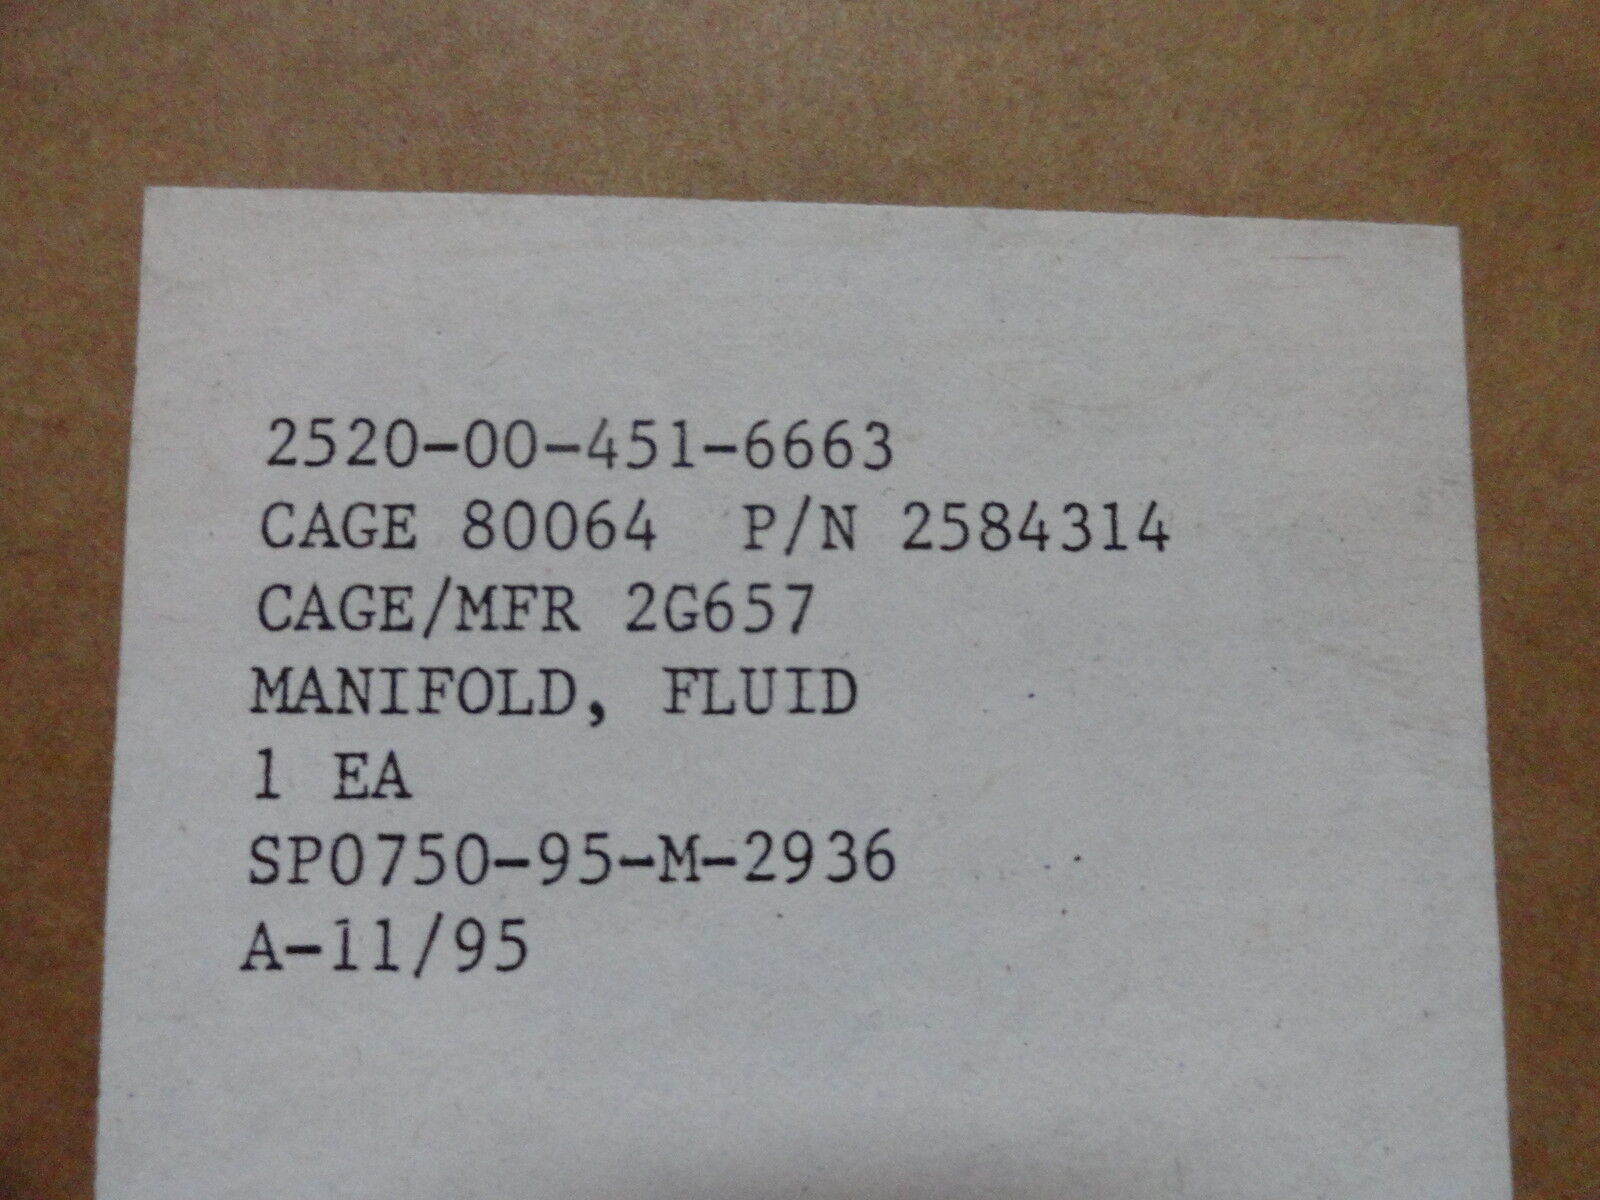 2520-00-451-6663
CAGE 80064  P/N 2584314
CAGE/MFR 2G657
MANIFOLD, FLUID
1 EA
SP0750-95-M-2936
A-11/95